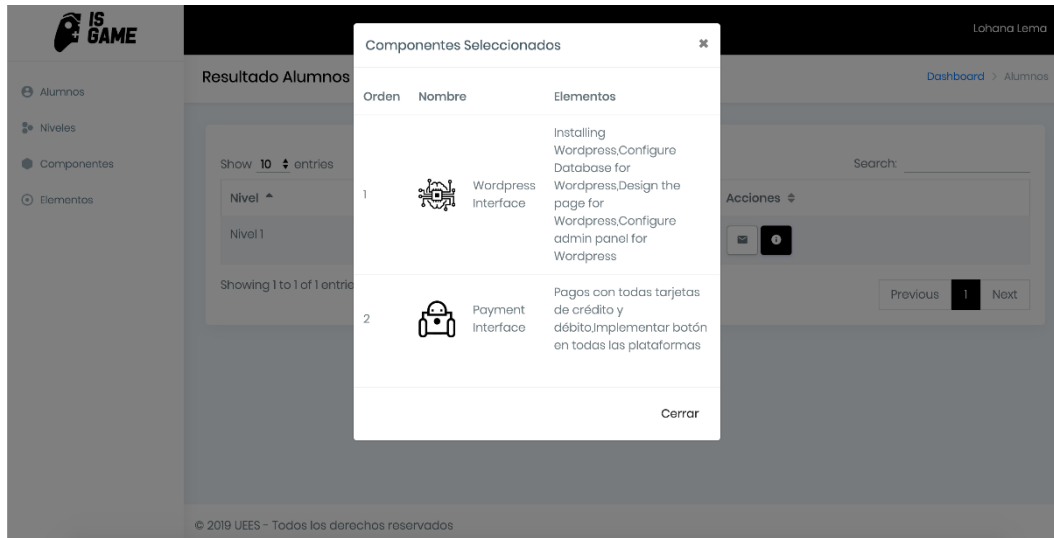 IS
GAME
Lohana Lema
Componentes Seleccionados ×
Resultado Alumnos
Dashboard > Alumnos
Alumnos
Niveles
Componentes
Elementos
Orden Nombre Elementos
Show 10 entries
Search:
Nivel
Acciones
Nivel 1
1
Wordpress
Interface
Installing
Wordpress,Configure
Database for
Wordpress,Design the
page for
Wordpress,Configure
admin panel for
Wordpress
Showing 1 to 1 of 1 entrie
Previous 1 Next
2
Payment
Interface
Pagos con todas tarjetas
de crédito y
débito,Implementar botón
en todas las plataformas
Cerrar
© 2019 UEES - Todos los derechos reservados